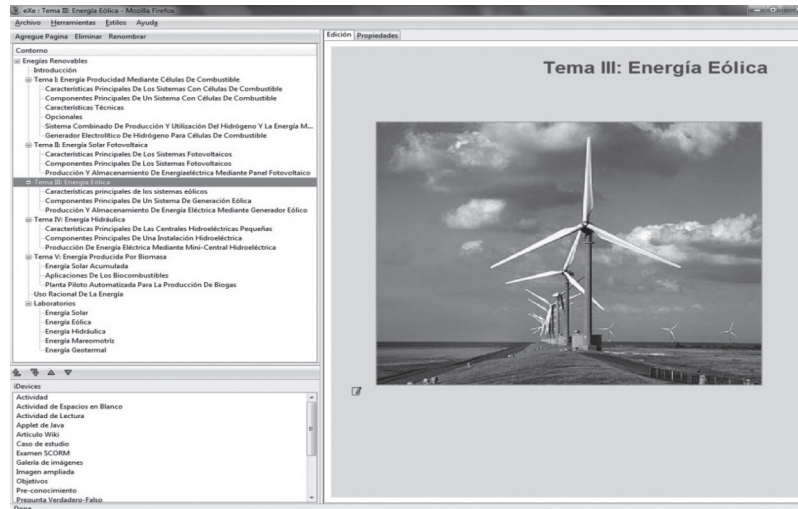 eXe : Tema III: Energía Eólica - Mozilla Firefox
Archivo Herramientas Estilos Ayuda
Agregue Pagina Eliminar Renombrar
Contorno
Enegías Renovables
Introducción
Tema I: Energía Producidad Mediante Células De Combustible
Características Principales De Los Sistemas Con Células De Combustible
Componentes Principales De Un Sistema Con Células De Combustible
Características Técnicas
Opcionales
Sistema Combinado De Producción Y Utilización Del Hidrógeno Y La Energía M...
Generador Electrolítico De Hidrógeno Para Células De Combustible
Tema II: Energía Solar Fotovoltaica
Características Principales De Los Sistemas Fotovoltaicos
Componentes Principales De Los Sistemas Fotovoltaicos
Producción Y Almacenamiento De Energíaeléctrica Mediante Panel Fotovoltaico
Tema III: Energía Eólica
Características principales de los sistemas eólicos
Componentes Principales De Un Sistema De Generación Eólica
Producción Y Almacenamiento De Energía Eléctrica Mediante Generador Eólico
Tema IV: Energía Hidráulica
Características Principales De Las Centrales Hidroeléctricas Pequeñas
Componentes Principales De Una Instalación Hidroeléctrica
Producción De Energía Eléctrica Mediante Mini-Central Hidroeléctrica
Tema V: Energía Producida Por Biomasa
Energía Solar Acumulada
Aplicaciones De Los Biocombustibles
Planta Piloto Automatizada Para La Producción De Biogas
Uso Racional De La Energía
Laboratorios
Energía Solar
Energía Eólica
Energía Hidráulica
Energía Mareomotriz
Energía Geotermal
iDevices
Actividad
Actividad de Espacios en Blanco
Actividad de Lectura
Applet de Java
Artículo Wiki
Caso de estudio
Examen SCORM
Galería de imágenes
Imagen ampliada
Objetivos
Pre-conocimiento
Pregunta Verdadero-Falso
Done
Edición Propiedades
Tema III: Energía Eólica